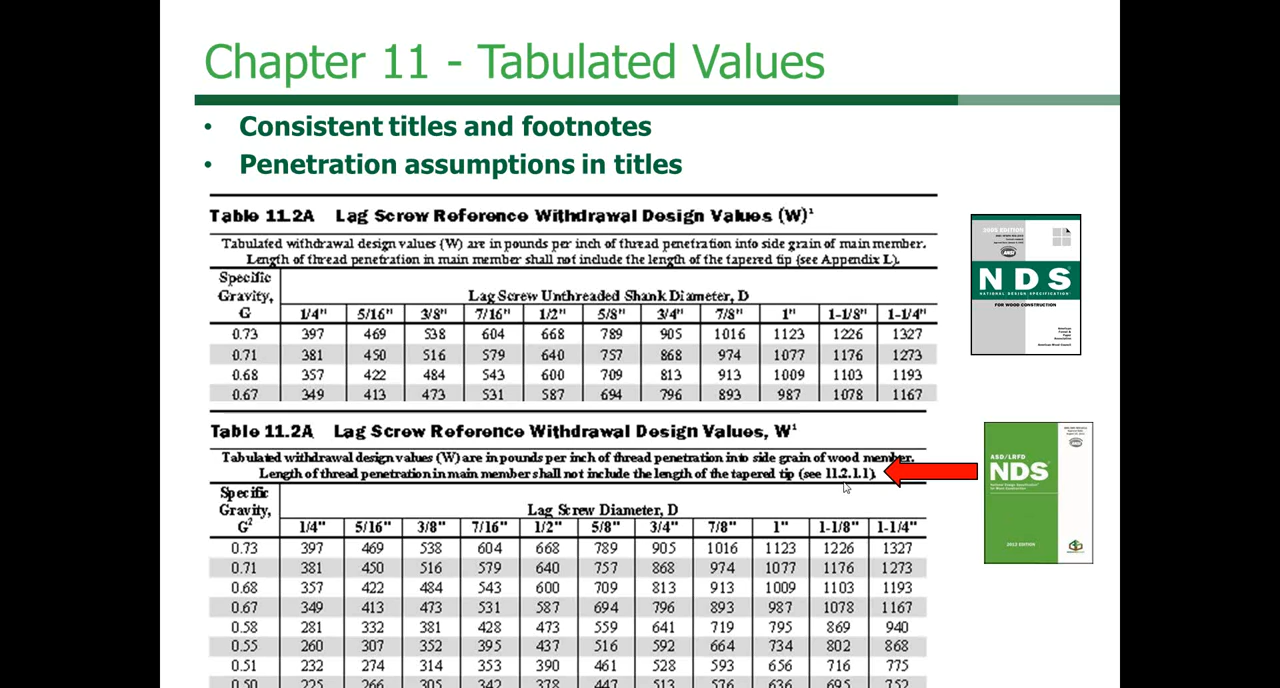 Chapter 11 - Tabulated Values
• Consistent titles and footnotes
• Penetration assumptions in titles
Table 11.2A Lag Screw Reference Withdrawal Design Values (W)¹
Tabulated withdrawal design values (W) are in pounds per inch of thread penetration into side grain of main member.
Length of thread penetration in main member shall not include the length of the tapered tip (see Appendix L).
Specific Gravity, G Lag Screw Unthreaded Shank Diameter, D
1/4" 5/16" 3/8" 7/16" 1/2" 5/8" 3/4" 7/8" 1" 1-1/8" 1-1/4"
0.73 397 469 538 604 668 789 905 1016 1123 1226 1327
0.71 381 450 516 579 640 757 868 974 1077 1176 1273
0.68 357 422 484 543 600 709 813 913 1009 1103 1193
0.67 349 413 473 531 587 694 796 893 987 1078 1167
Table 11.2A Lag Screw Reference Withdrawal Design Values, W¹
Tabulated withdrawal design values (W) are in pounds per inch of thread penetration into side grain of wood member.
Length of thread penetration in main member shall not include the length of the tapered tip (see 11.2.1.1).
Specific Gravity, G² Lag Screw Diameter, D
1/4" 5/16" 3/8" 7/16" 1/2" 5/8" 3/4" 7/8" 1" 1-1/8" 1-1/4"
0.73 397 469 538 604 668 789 905 1016 1123 1226 1327
0.71 381 450 516 579 640 757 868 974 1077 1176 1273
0.68 357 422 484 543 600 709 813 913 1009 1103 1193
0.67 349 413 473 531 587 694 796 893 987 1078 1167
0.58 281 332 381 428 473 559 641 719 795 869 940
0.55 260 307 352 395 437 516 592 664 734 802 868
0.51 232 274 314 353 390 461 528 593 656 716 775
0.50 225 266 305 342 378 447 513 576 636 695 752
2005 EDITION
NDS
NATIONAL DESIGN SPECIFICATION
FOR WOOD CONSTRUCTION
American Forest & Paper Association
American Wood Council
ASD/LRFD
NDS
National Design Specification for Wood Construction
2012 EDITION